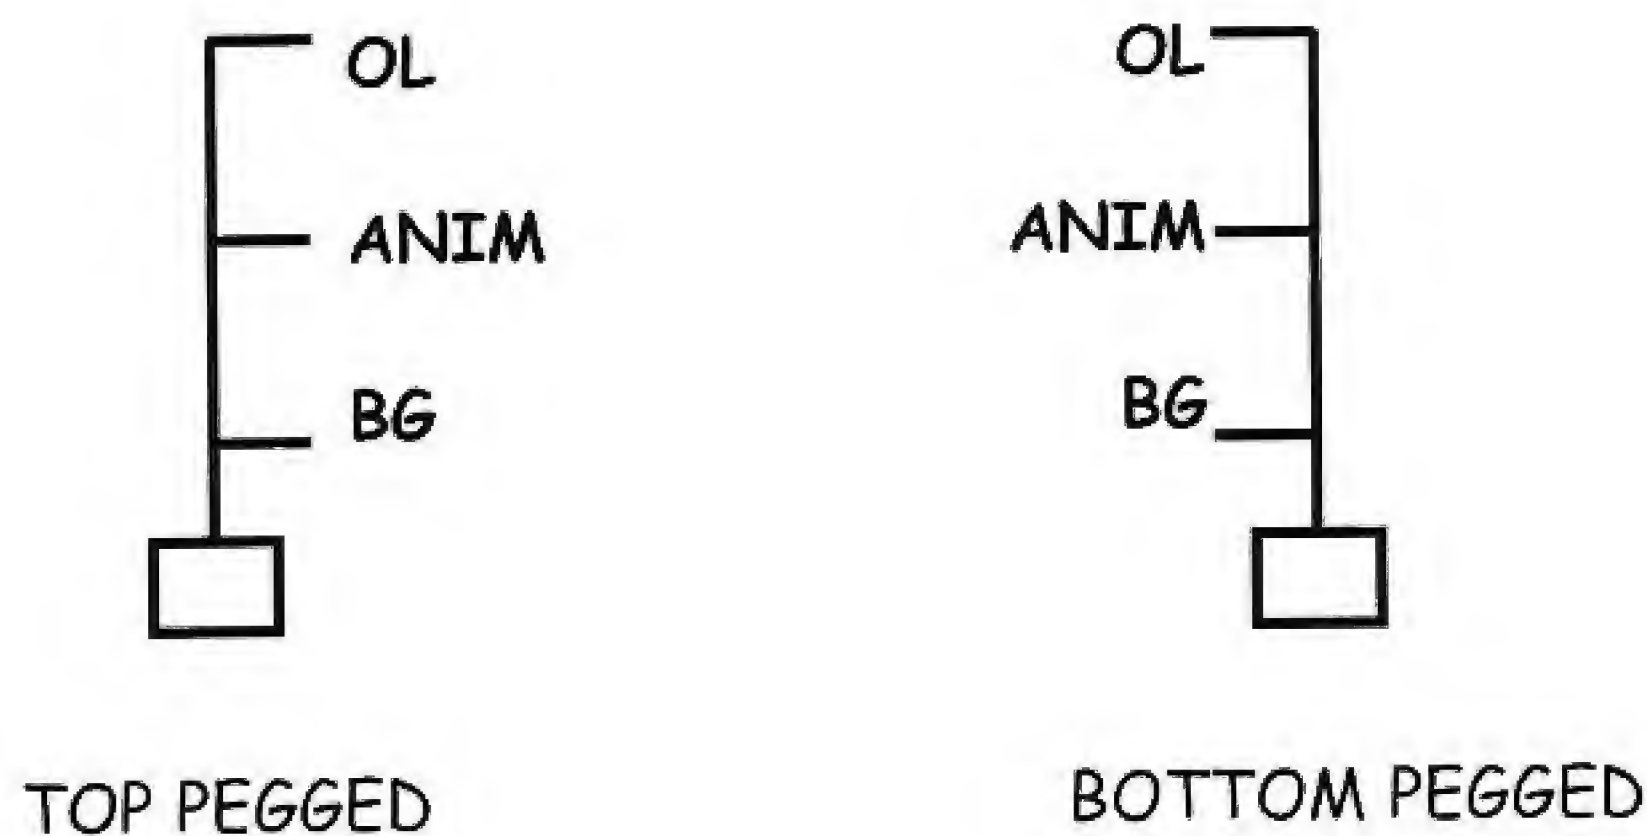 OL
ANIM
BG
TOP PEGGED
OL
ANIM
BG
BOTTOM PEGGED